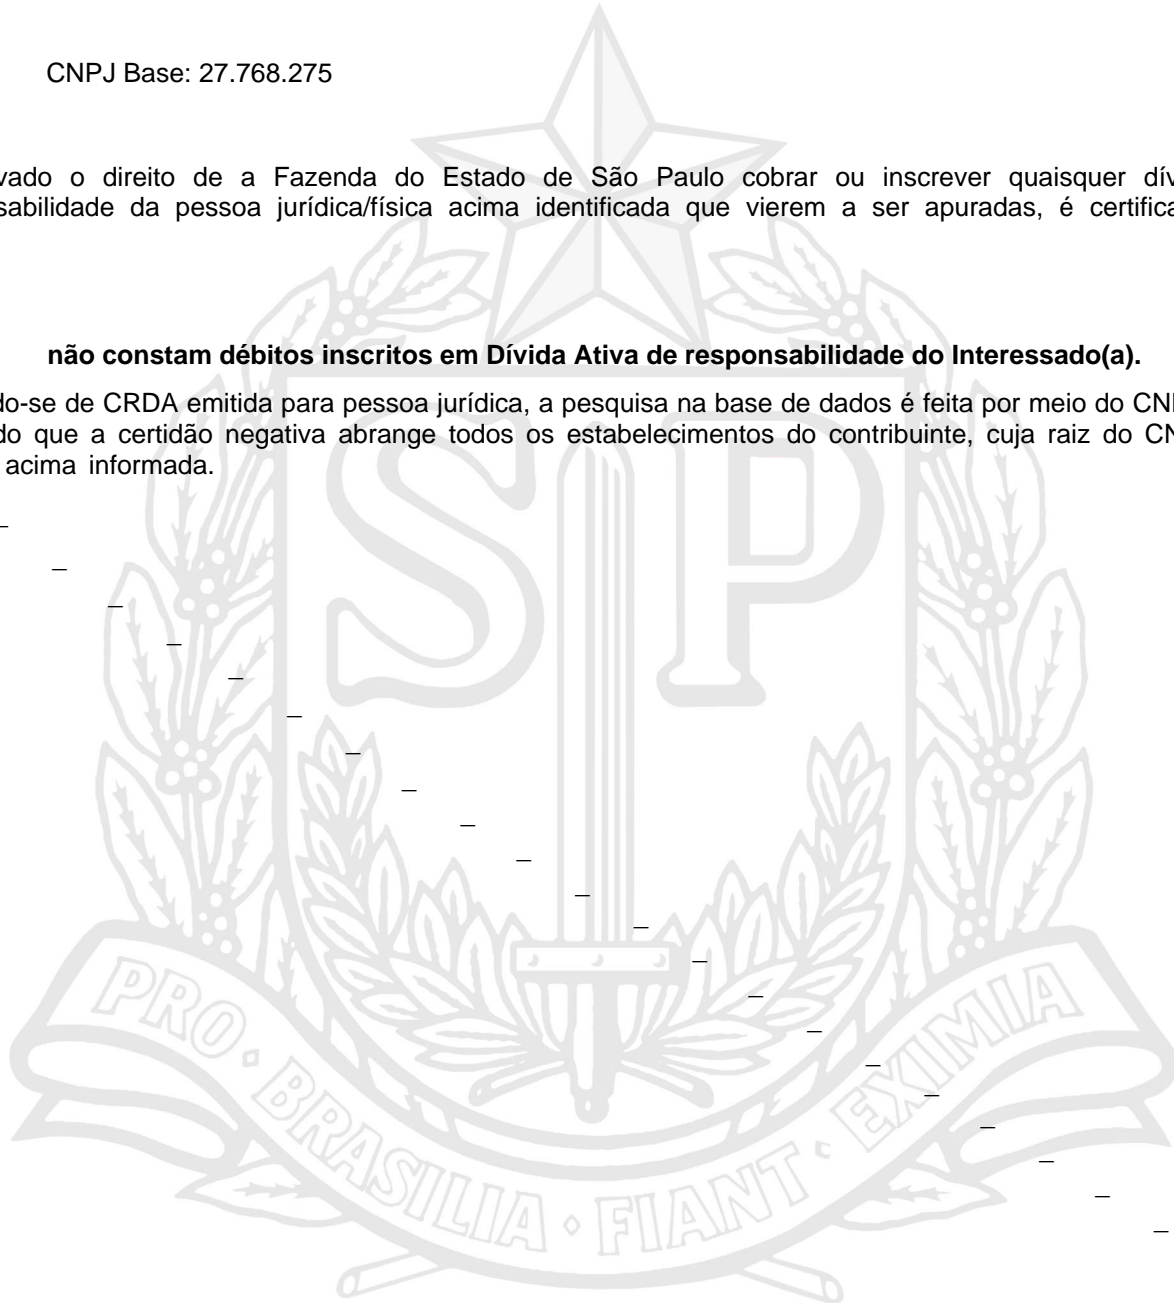 CNPJ Base: 27.768.275
vado o direito de a Fazenda do Estado de São Paulo cobrar ou inscrever quaisquer dív
sabilidade da pessoa jurídica/física acima identificada que vierem a ser apuradas, é certifica
não constam débitos inscritos em Dívida Ativa de responsabilidade do Interessado(a).
do-se de CRDA emitida para pessoa jurídica, a pesquisa na base de dados é feita por meio do CN
do que a certidão negativa abrange todos os estabelecimentos do contribuinte, cuja raiz do CN
acima informada.
SP
PRO · BRASILIA · FIANT · EXIMIA